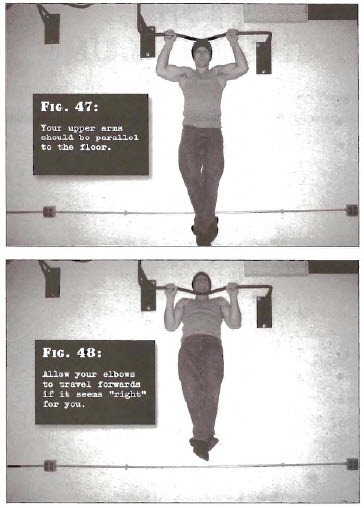 FIG. 47:
Your upper arms
should be parallel
to the floor.
FIG. 48:
Allow your elbows
to travel forwards
if it seems "right"
for you.